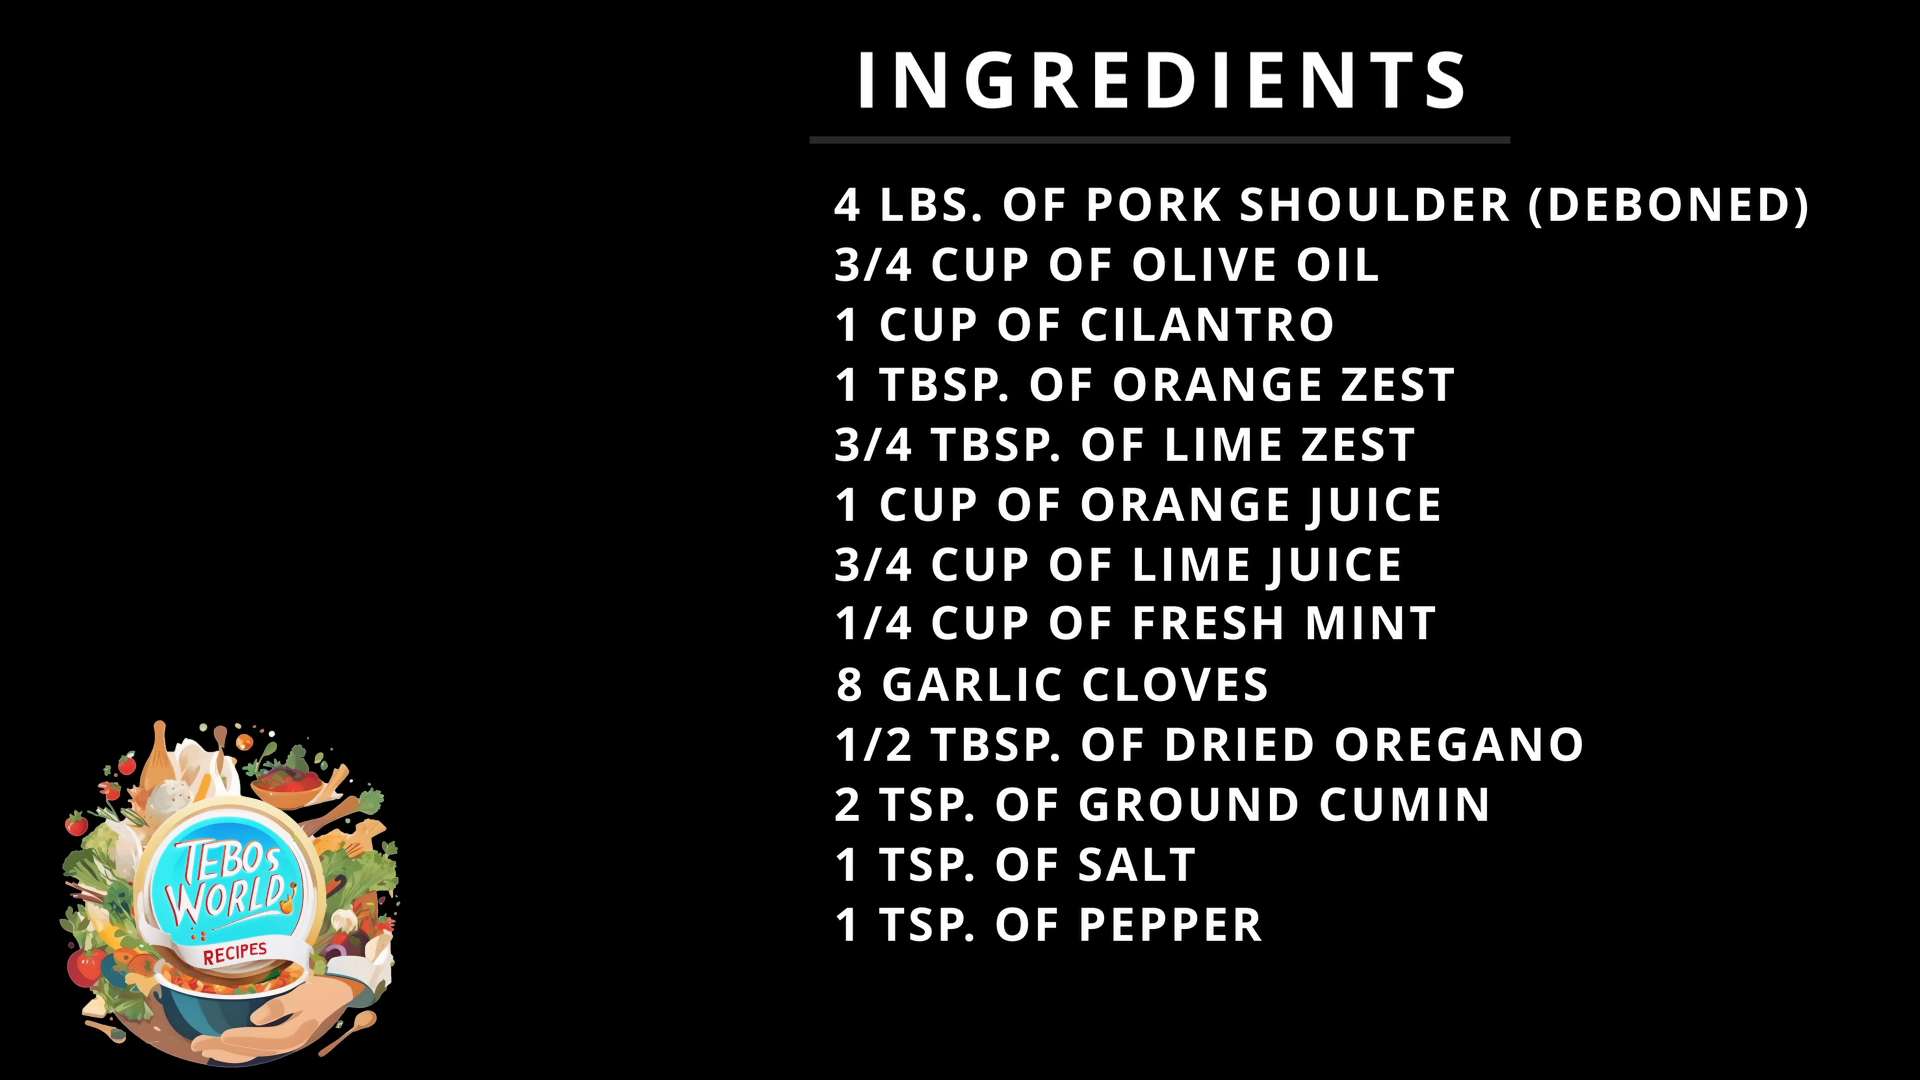 INGREDIENTS
4 LBS. OF PORK SHOULDER (DEBONED)
3/4 CUP OF OLIVE OIL
1 CUP OF CILANTRO
1 TBSP. OF ORANGE ZEST
3/4 TBSP. OF LIME ZEST
1 CUP OF ORANGE JUICE
3/4 CUP OF LIME JUICE
1/4 CUP OF FRESH MINT
8 GARLIC CLOVES
1/2 TBSP. OF DRIED OREGANO
2 TSP. OF GROUND CUMIN
1 TSP. OF SALT
1 TSP. OF PEPPER
TEBOS
WORLD
RECIPES